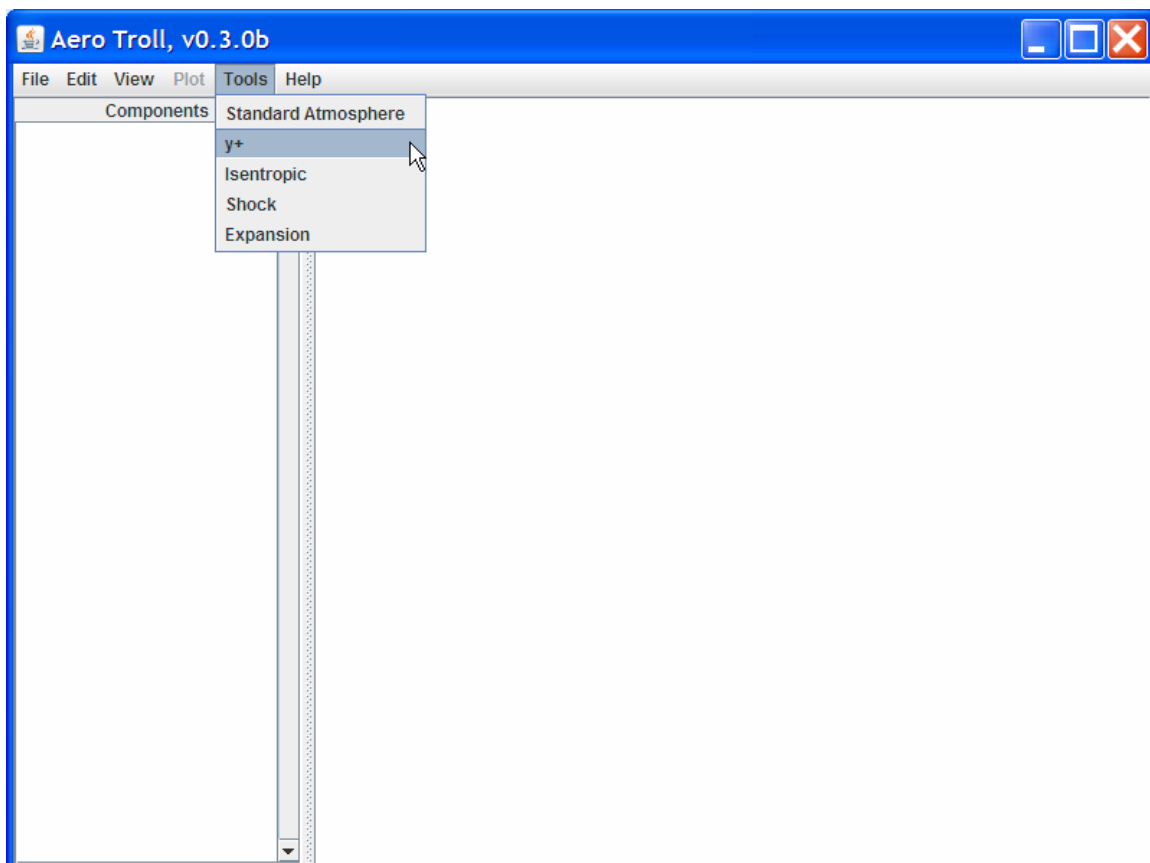 Aero Troll, v0.3.0b
File Edit View Plot Tools Help
Components
Standard Atmosphere
y+
Isentropic
Shock
Expansion